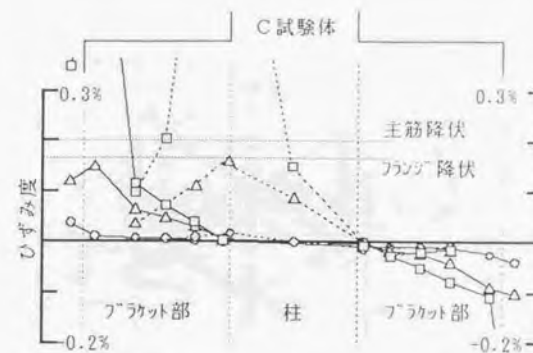 C試験体
0.3%
0.3%
主筋降伏
フランジ降伏
ひずみ度
ブラケット部
柱
ブラケット部
-0.2%
-0.2%